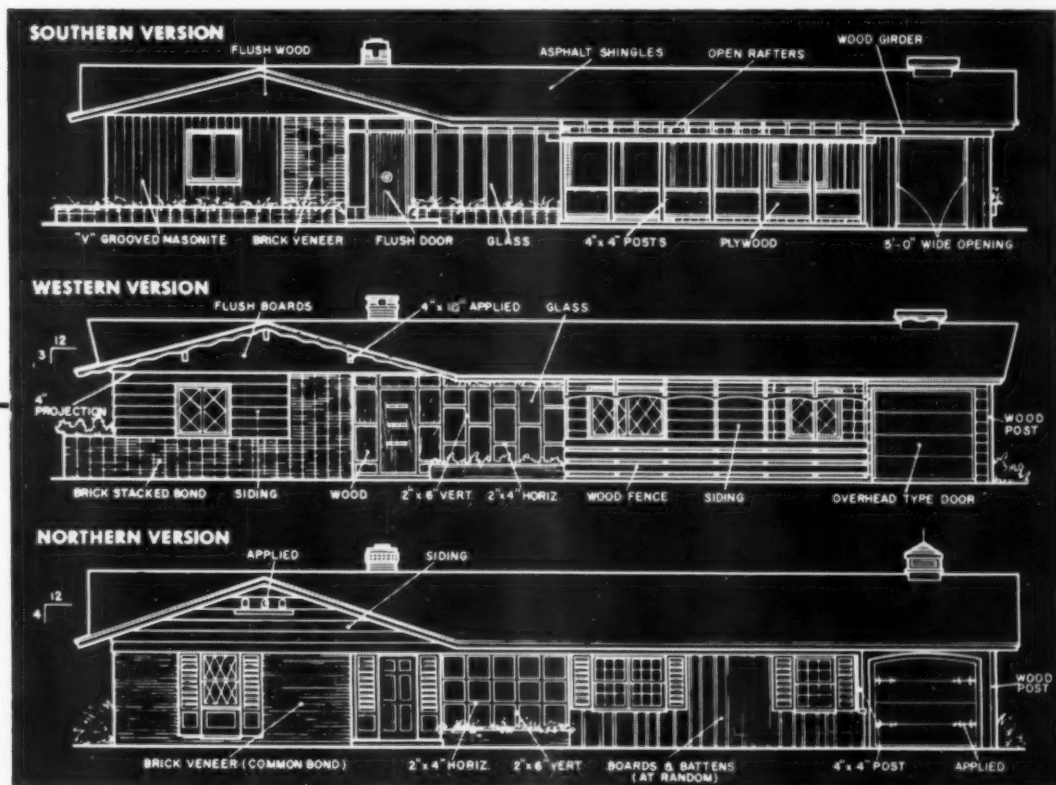 SOUTHERN VERSION
FLUSH WOOD
ASPHALT SHINGLES
OPEN RAFTERS
WOOD GIRDER
"V" GROOVED MASONITE
BRICK VENEER
FLUSH DOOR
GLASS
4"x 4" POSTS
PLYWOOD
5'-0" WIDE OPENING
WESTERN VERSION
FLUSH BOARDS
4"x 10" APPLIED
GLASS
12
3
4"
PROJECTION
WOOD
POST
BRICK STACKED BOND
SIDING
WOOD
2"x 6" VERT.
2"x 4" HORIZ.
WOOD FENCE
SIDING
OVERHEAD TYPE DOOR
NORTHERN VERSION
APPLIED
SIDING
12
4
WOOD
POST
BRICK VENEER (COMMON BOND)
2"x 4" HORIZ.
2"x 6" VERT
BOARDS & BATTENS
(AT RANDOM)
4"x 4" POST
APPLIED